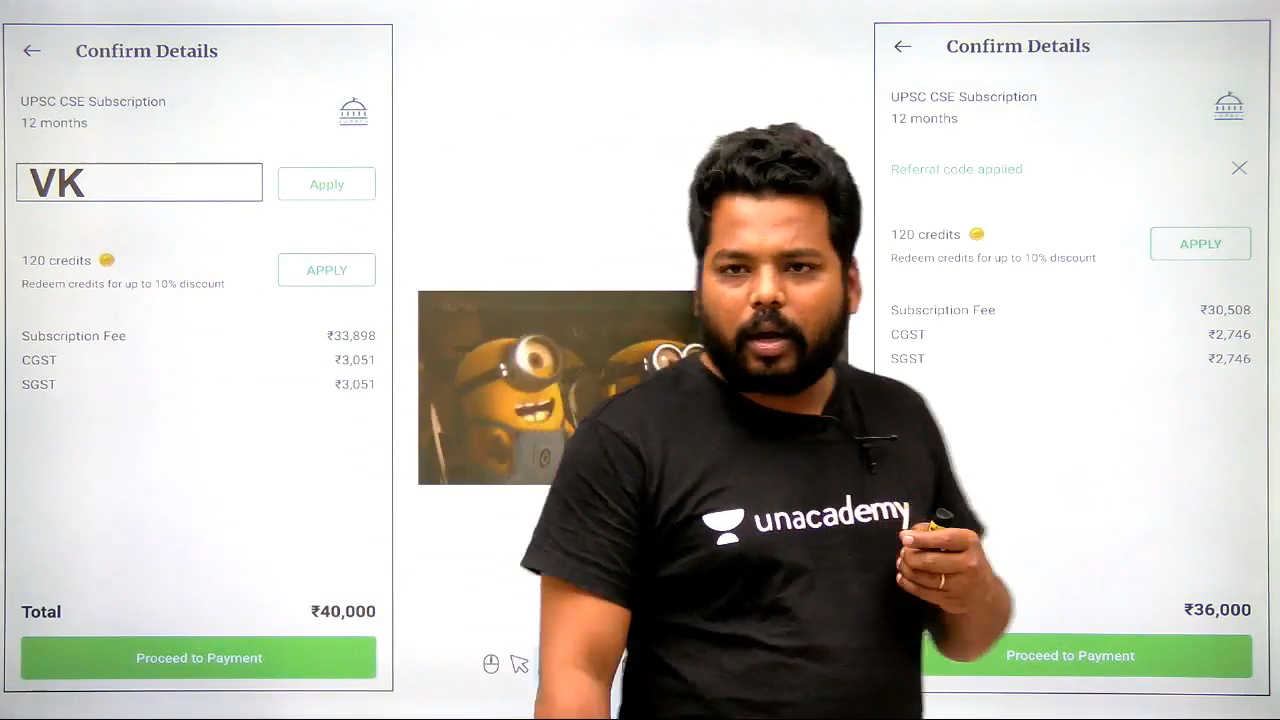 Confirm Details
UPSC CSE Subscription
12 months
VK
Apply
120 credits
Redeem credits for up to 10% discount
APPLY
Subscription Fee ₹33,898
CGST ₹3,051
SGST ₹3,051
Total ₹40,000
Proceed to Payment
unacademy
Confirm Details
UPSC CSE Subscription
12 months
Referral code applied
120 credits
Redeem credits for up to 10% discount
APPLY
Subscription Fee ₹30,508
CGST ₹2,746
SGST ₹2,746
₹36,000
Proceed to Payment